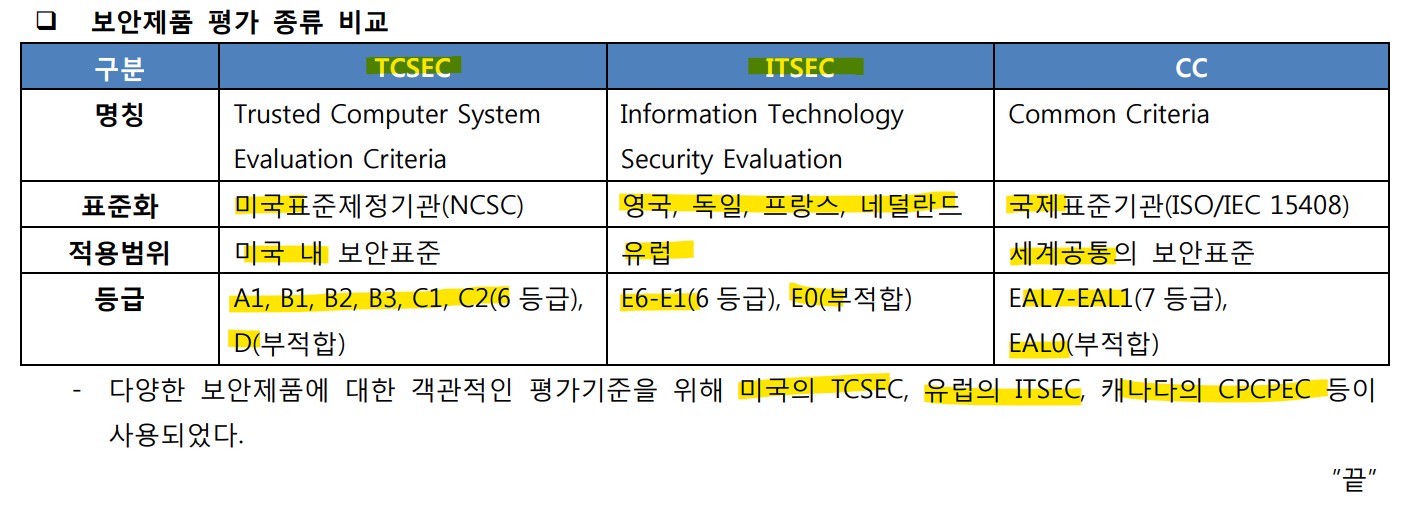 ❑ 보안제품 평가 종류 비교
구분 TCSEC ITSEC CC
명칭 Trusted Computer System Evaluation Criteria Information Technology Security Evaluation Common Criteria
표준화 미국표준제정기관(NCSC) 영국, 독일, 프랑스, 네덜란드 국제표준기관(ISO/IEC 15408)
적용범위 미국 내 보안표준 유럽 세계공통의 보안표준
등급 A1, B1, B2, B3, C1, C2(6 등급), D(부적합) E6-E1(6 등급), E0(부적합) EAL7-EAL1(7 등급), EAL0(부적합)
- 다양한 보안제품에 대한 객관적인 평가기준을 위해 미국의 TCSEC, 유럽의 ITSEC, 캐나다의 CPCPEC 등이
사용되었다.
"끝"